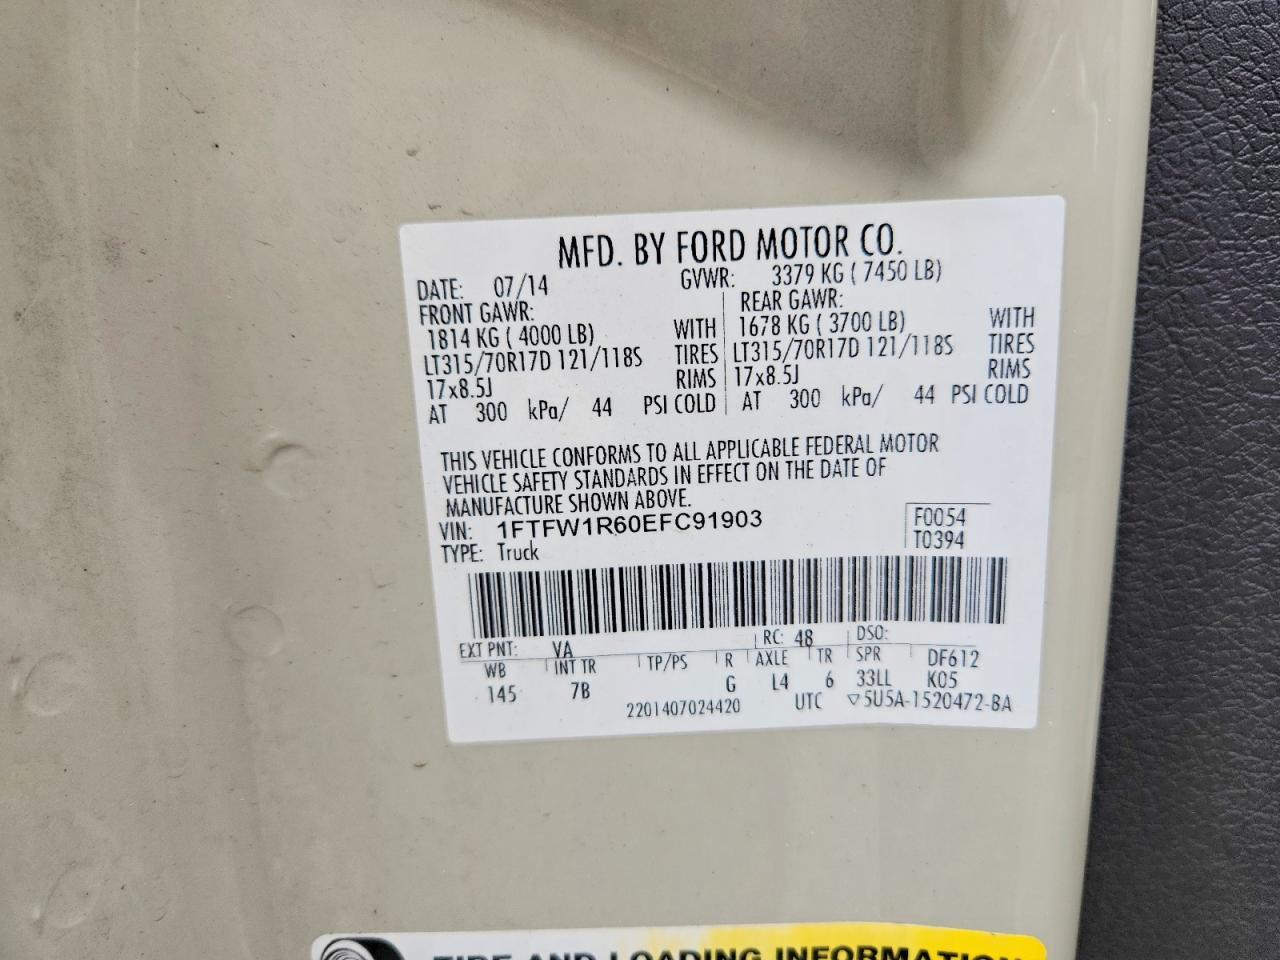 MFD. BY FORD MOTOR CO.
DATE: 07/14 GVWR: 3379 KG ( 7450 LB)
FRONT GAWR: REAR GAWR:
1814 KG ( 4000 LB) WITH 1678 KG ( 3700 LB) WITH
LT315/70R17D 121/118S TIRES LT315/70R17D 121/118S TIRES
17x8.5J RIMS 17x8.5J RIMS
AT 300 kPa/ 44 PSI COLD AT 300 kPa/ 44 PSI COLD
THIS VEHICLE CONFORMS TO ALL APPLICABLE FEDERAL MOTOR
VEHICLE SAFETY STANDARDS IN EFFECT ON THE DATE OF
MANUFACTURE SHOWN ABOVE.
VIN: 1FTFW1R60EFC91903 F0054
TYPE: Truck T0394
EXT PNT: VA RC: 48 DSO:
WB INT TR TP/PS R AXLE TR SPR DF612
145 7B G L4 6 33LL K05
2201407024420 UTC ▽5U5A-1520472-BA
TIRE AND LOADING INFORMATION